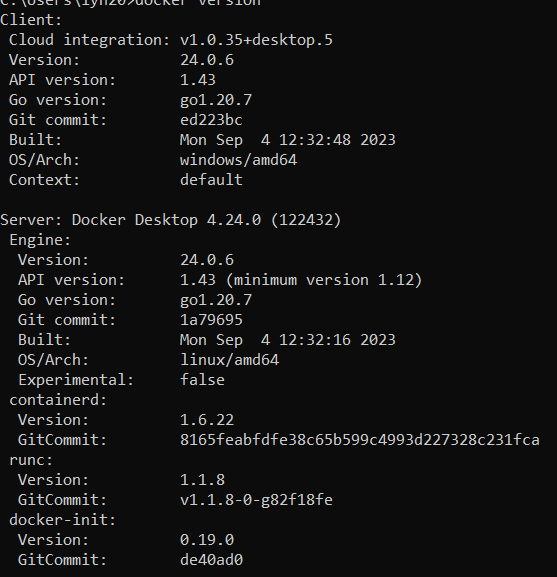 C:\Users\lyh20>docker version
Client:
 Cloud integration: v1.0.35+desktop.5
 Version:           24.0.6
 API version:       1.43
 Go version:        go1.20.7
 Git commit:        ed223bc
 Built:             Mon Sep  4 12:32:48 2023
 OS/Arch:           windows/amd64
 Context:           default

Server: Docker Desktop 4.24.0 (122432)
 Engine:
  Version:          24.0.6
  API version:      1.43 (minimum version 1.12)
  Go version:       go1.20.7
  Git commit:       1a79695
  Built:            Mon Sep  4 12:32:16 2023
  OS/Arch:          linux/amd64
  Experimental:     false
 containerd:
  Version:          1.6.22
  GitCommit:        8165feabfdfe38c65b599c4993d227328c231fca
 runc:
  Version:          1.1.8
  GitCommit:        v1.1.8-0-g82f18fe
 docker-init:
  Version:          0.19.0
  GitCommit:        de40ad0